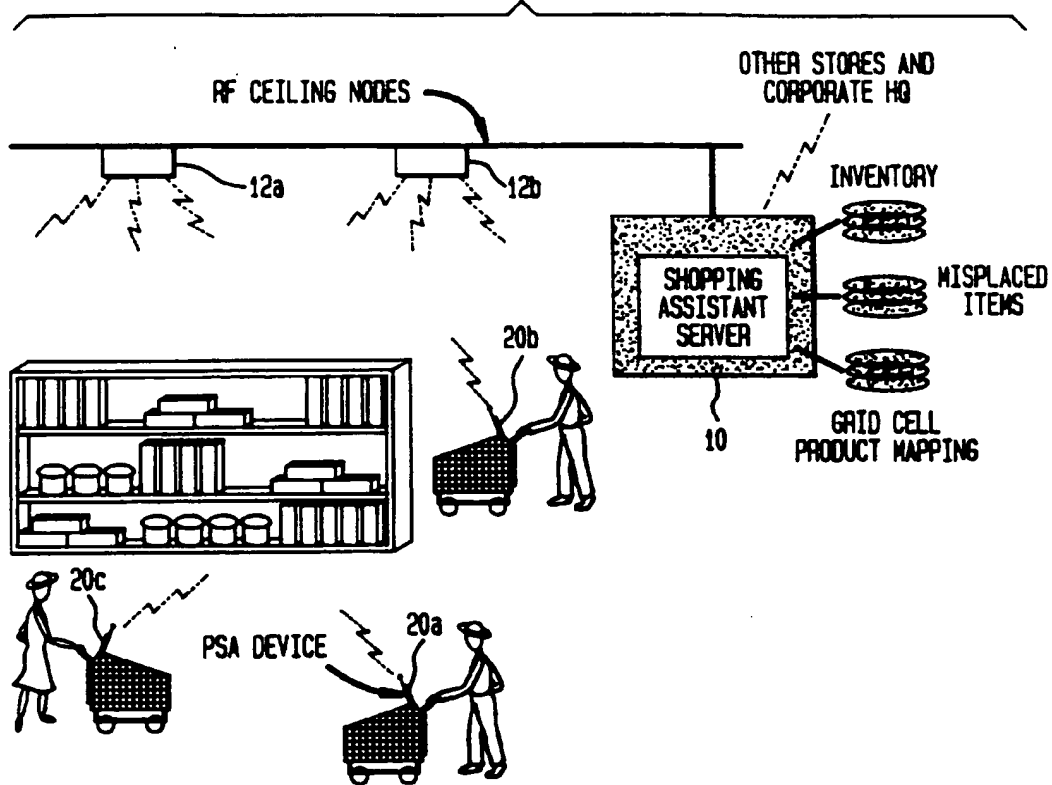 OTHER STORES AND
CORPORATE HQ
RF CEILING NODES
12a
12b
INVENTORY
MISPLACED
ITEMS
SHOPPING
ASSISTANT
SERVER
10
GRID CELL
PRODUCT MAPPING
20b
20c
20a
PSA DEVICE